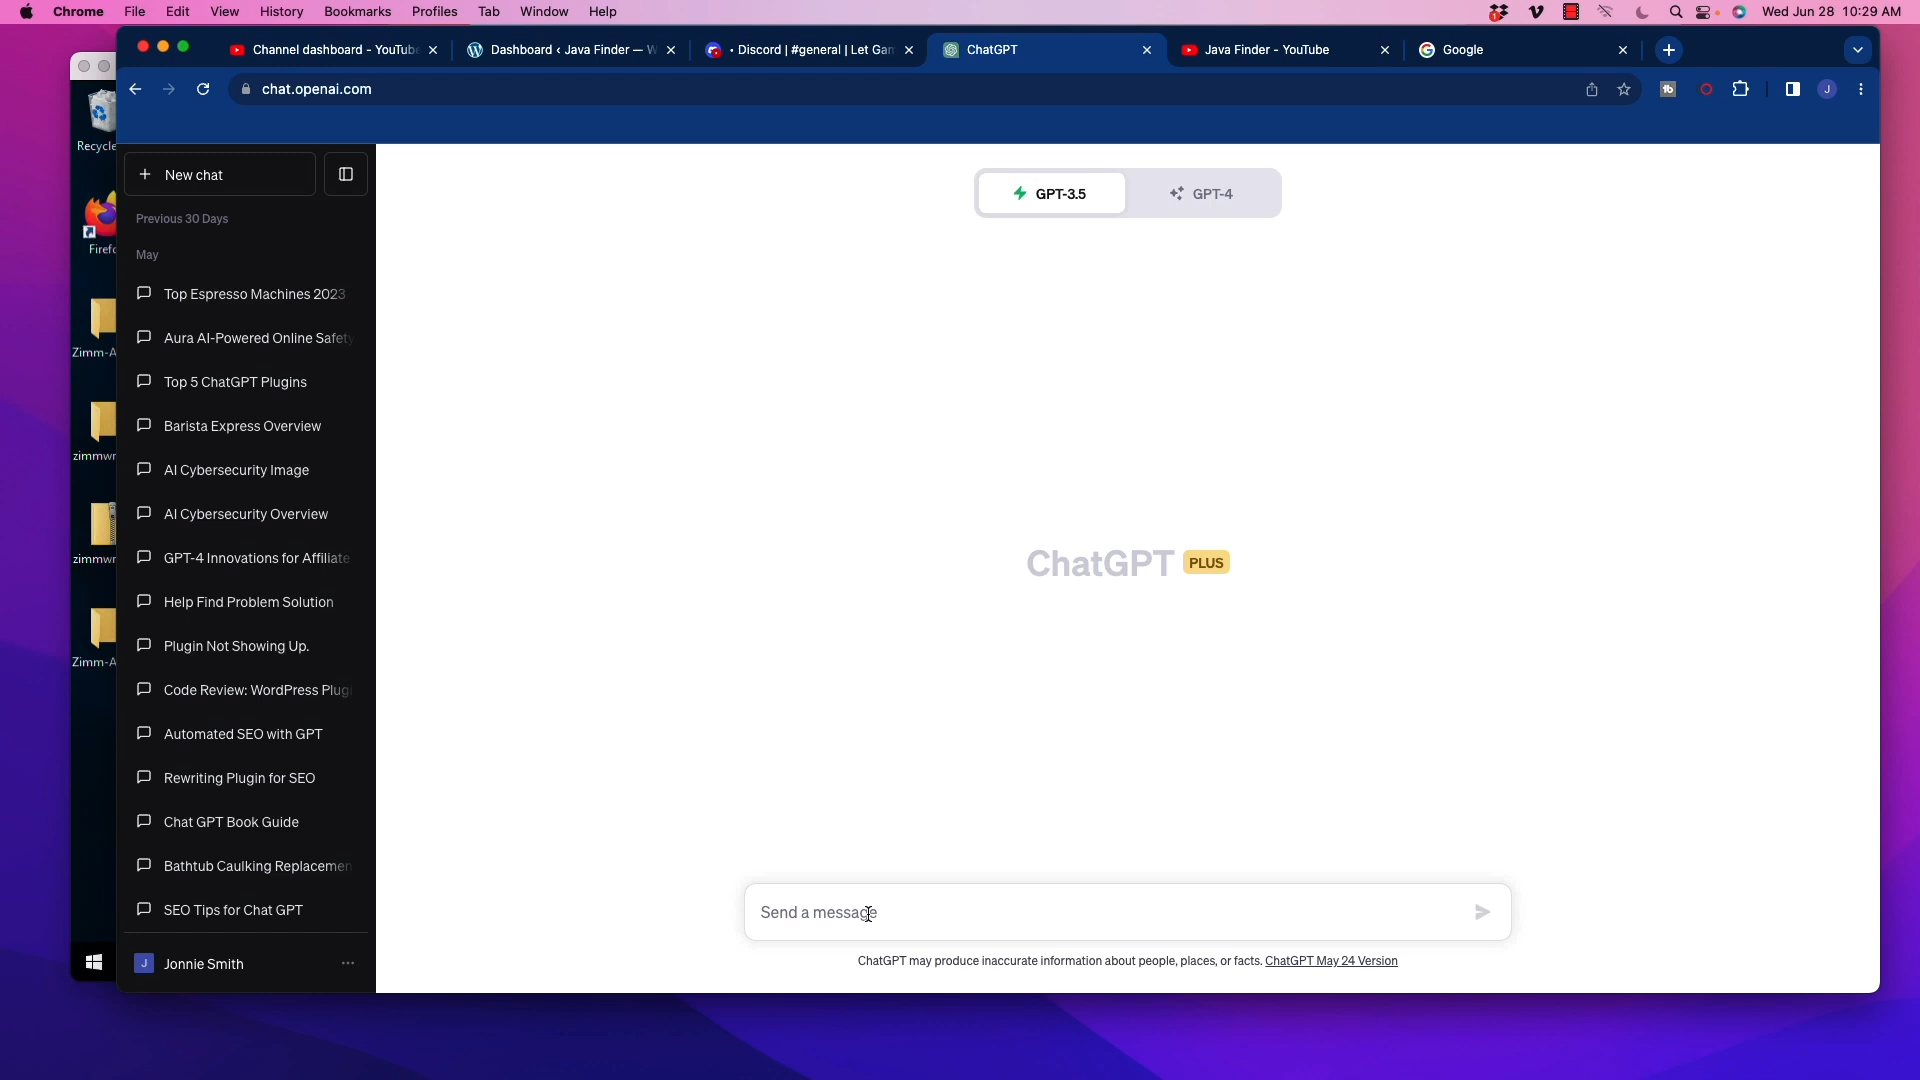 Chrome File Edit View History Bookmarks Profiles Tab Window Help 1 Wed Jun 28 10:29 AM
Channel dashboard - YouTube Dashboard ‹ Java Finder — W • Discord | #general | Let Gam ChatGPT Java Finder - YouTube Google
chat.openai.com tb J
Recycle
Firefo
Zimm-A
zimmwr
zimmwr
Zimm-A
New chat
Previous 30 Days
May
Top Espresso Machines 2023
Aura AI-Powered Online Safety
Top 5 ChatGPT Plugins
Barista Express Overview
AI Cybersecurity Image
AI Cybersecurity Overview
GPT-4 Innovations for Affiliate
Help Find Problem Solution
Plugin Not Showing Up.
Code Review: WordPress Plugi
Automated SEO with GPT
Rewriting Plugin for SEO
Chat GPT Book Guide
Bathtub Caulking Replacemen
SEO Tips for Chat GPT
J Jonnie Smith
GPT-3.5 GPT-4
ChatGPT PLUS
Send a message
ChatGPT may produce inaccurate information about people, places, or facts. ChatGPT May 24 Version